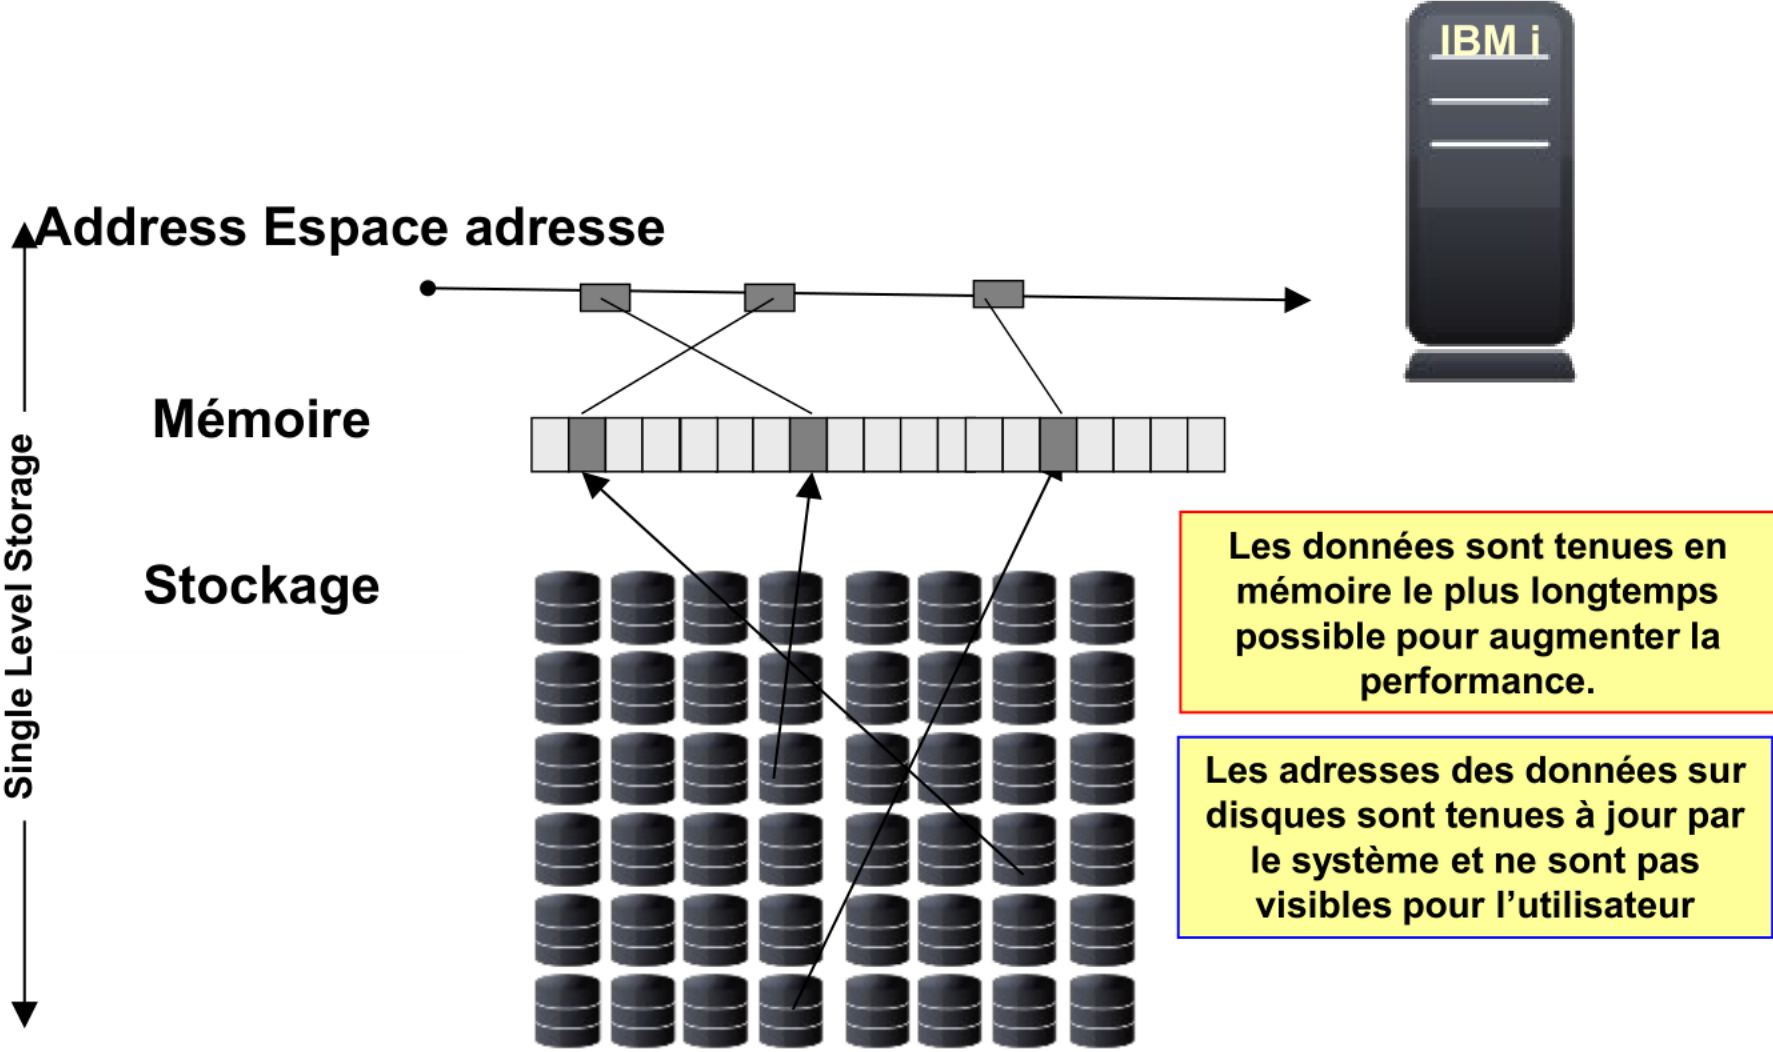 IBM i
Address Espace adresse
Mémoire
Stockage
Single Level Storage
Les données sont tenues en
mémoire le plus longtemps
possible pour augmenter la
performance.
Les adresses des données sur
disques sont tenues à jour par
le système et ne sont pas
visibles pour l’utilisateur